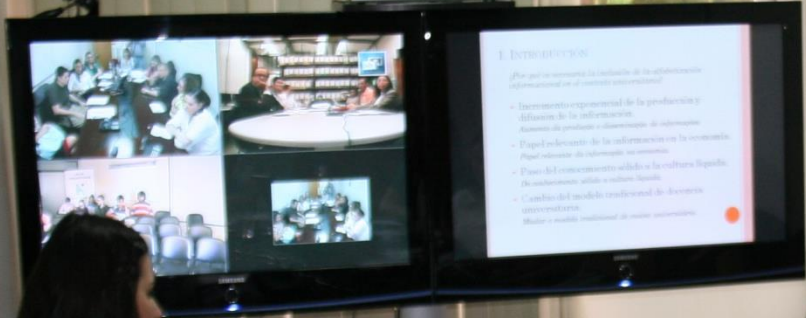 I. INTRODUCCIÓN
¿Por qué es necesaria la inclusión de la alfabetización
informacional en el contexto universitario?
Incremento exponencial de la producción y
difusión de la información.
Aumento da produção e disseminação de informação.
Papel relevante de la información en la economía.
Papel relevante da informação na economia.
Paso del conocimiento sólido a la cultura líquida.
Do conhecimento sólido a cultura líquida.
Cambio del modelo tradicional de docencia
universitaria.
Mudar o modelo tradicional de ensino universitário.
SAMSUNG
SAMSUNG